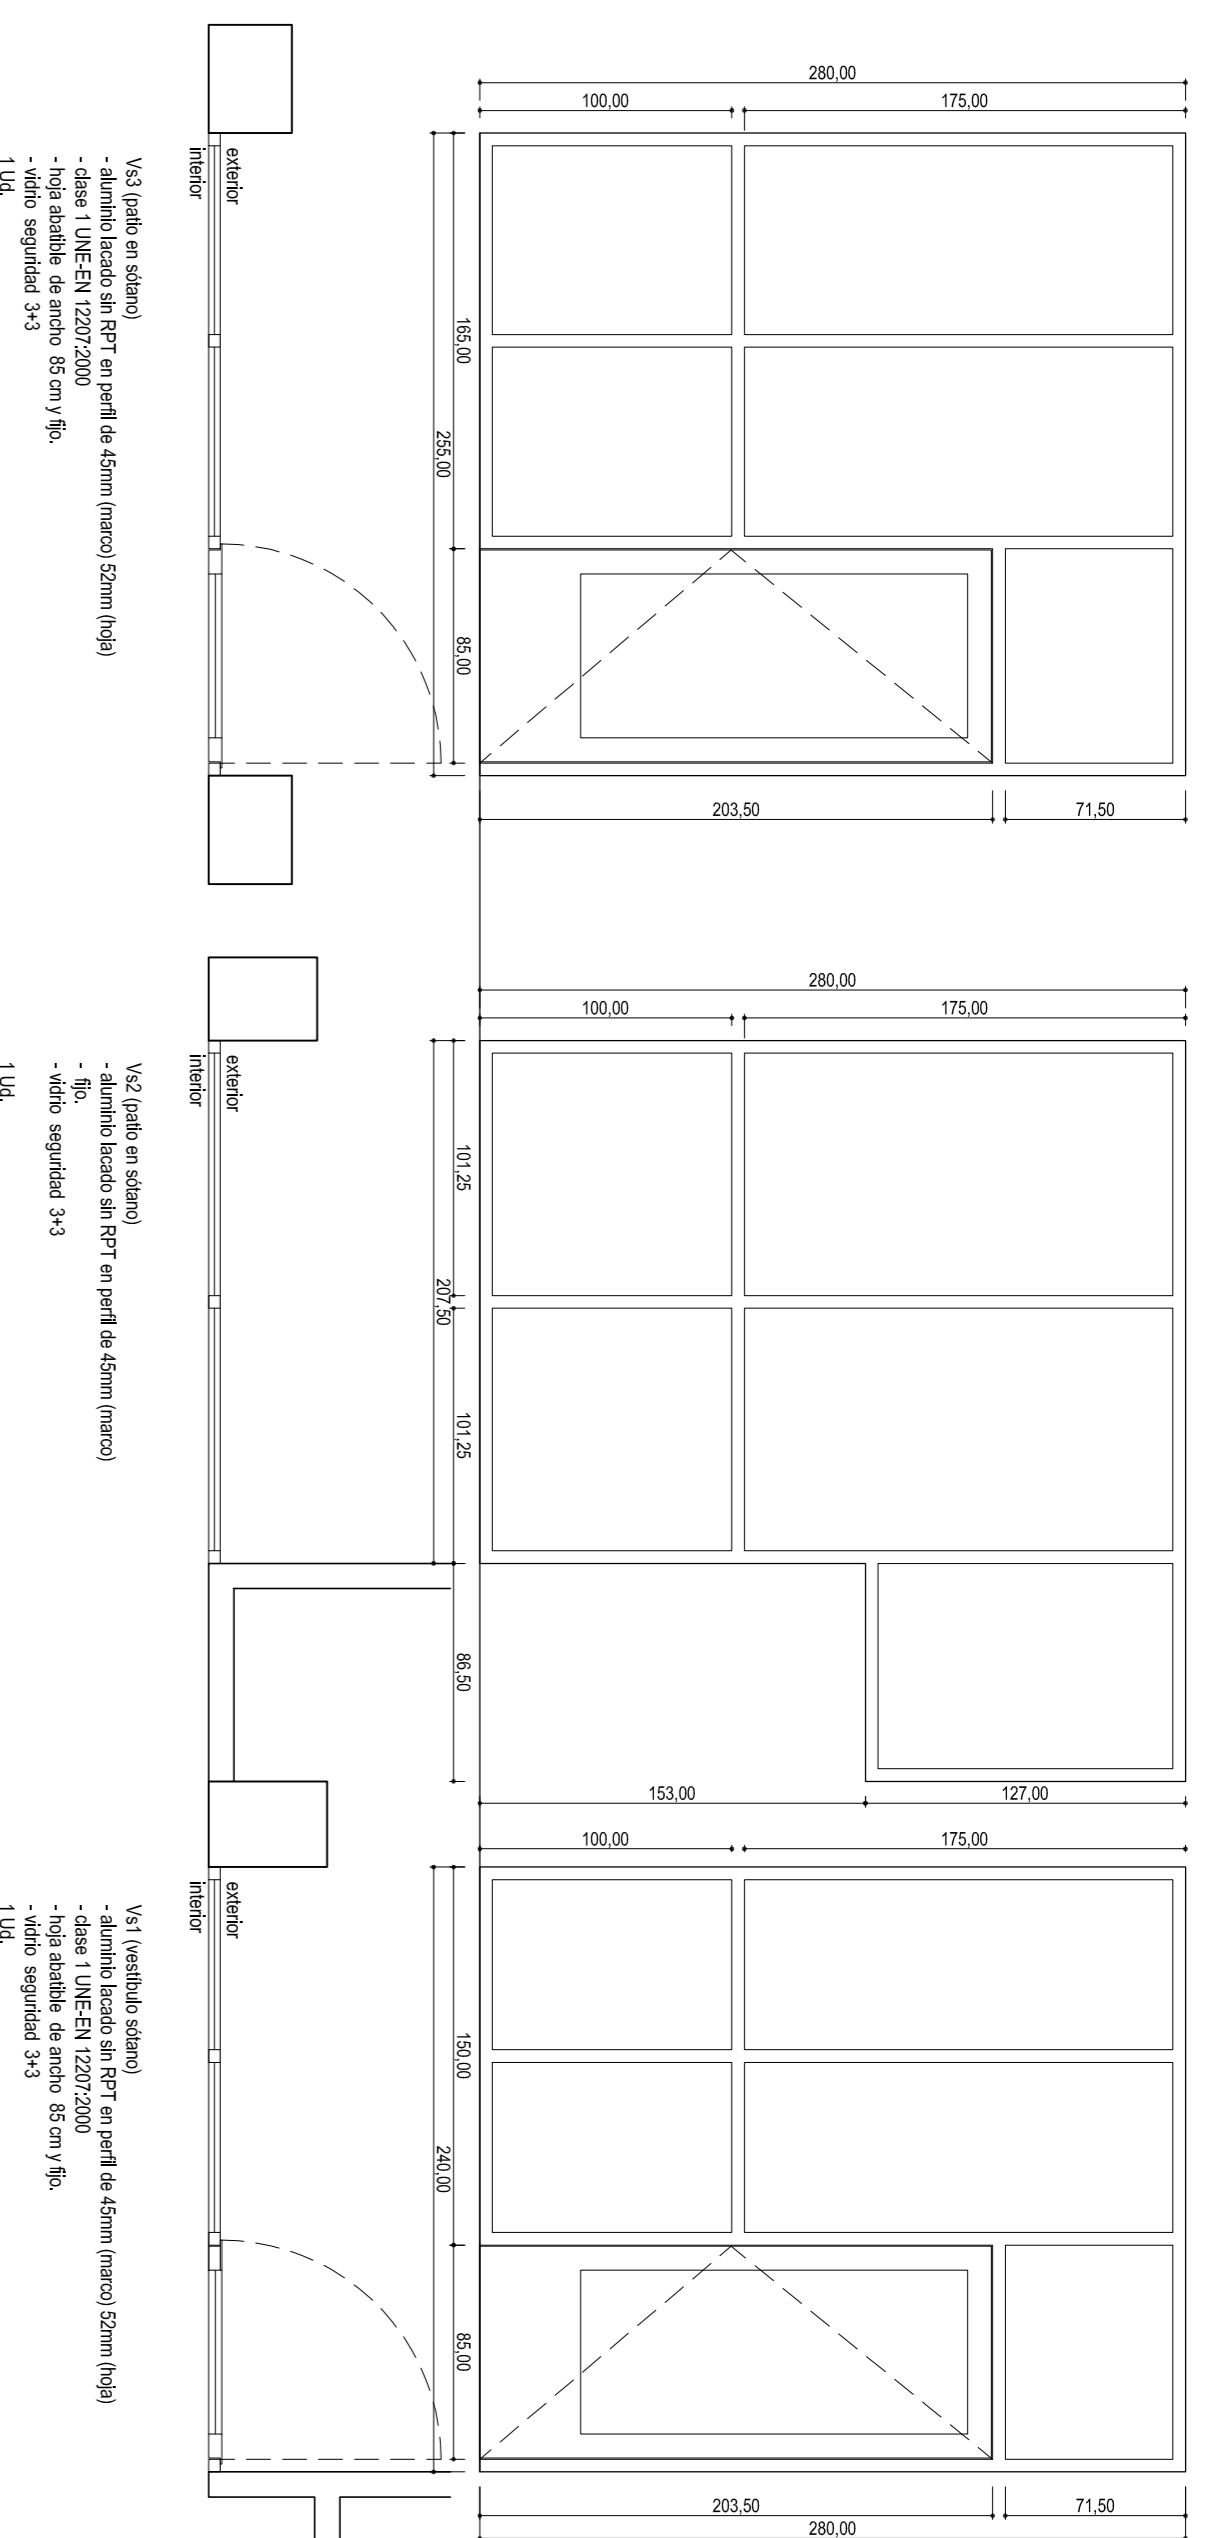 280,00
100,00
175,00
165,00
255,00
85,00
203,50
71,50
exterior
interior
Vs3 (patio en sótano)
- aluminio lacado sin RPT en perfil de 45mm (marco) 52mm (hoja)
- clase 1 UNE-EN 12207:2000
- hoja abatible de ancho 85 cm y fijo.
- vidrio seguridad 3+3
1 Ud.
280,00
100,00
175,00
101,25
207,50
101,25
86,50
153,00
127,00
exterior
interior
Vs2 (patio en sótano)
- aluminio lacado sin RPT en perfil de 45mm (marco)
- fijo.
- vidrio seguridad 3+3
1 Ud.
100,00
175,00
150,00
240,00
85,00
203,50
71,50
280,00
exterior
interior
Vs1 (vestíbulo sótano)
- aluminio lacado sin RPT en perfil de 45mm (marco) 52mm (hoja)
- clase 1 UNE-EN 12207:2000
- hoja abatible de ancho 85 cm y fijo.
- vidrio seguridad 3+3
1 Ud.